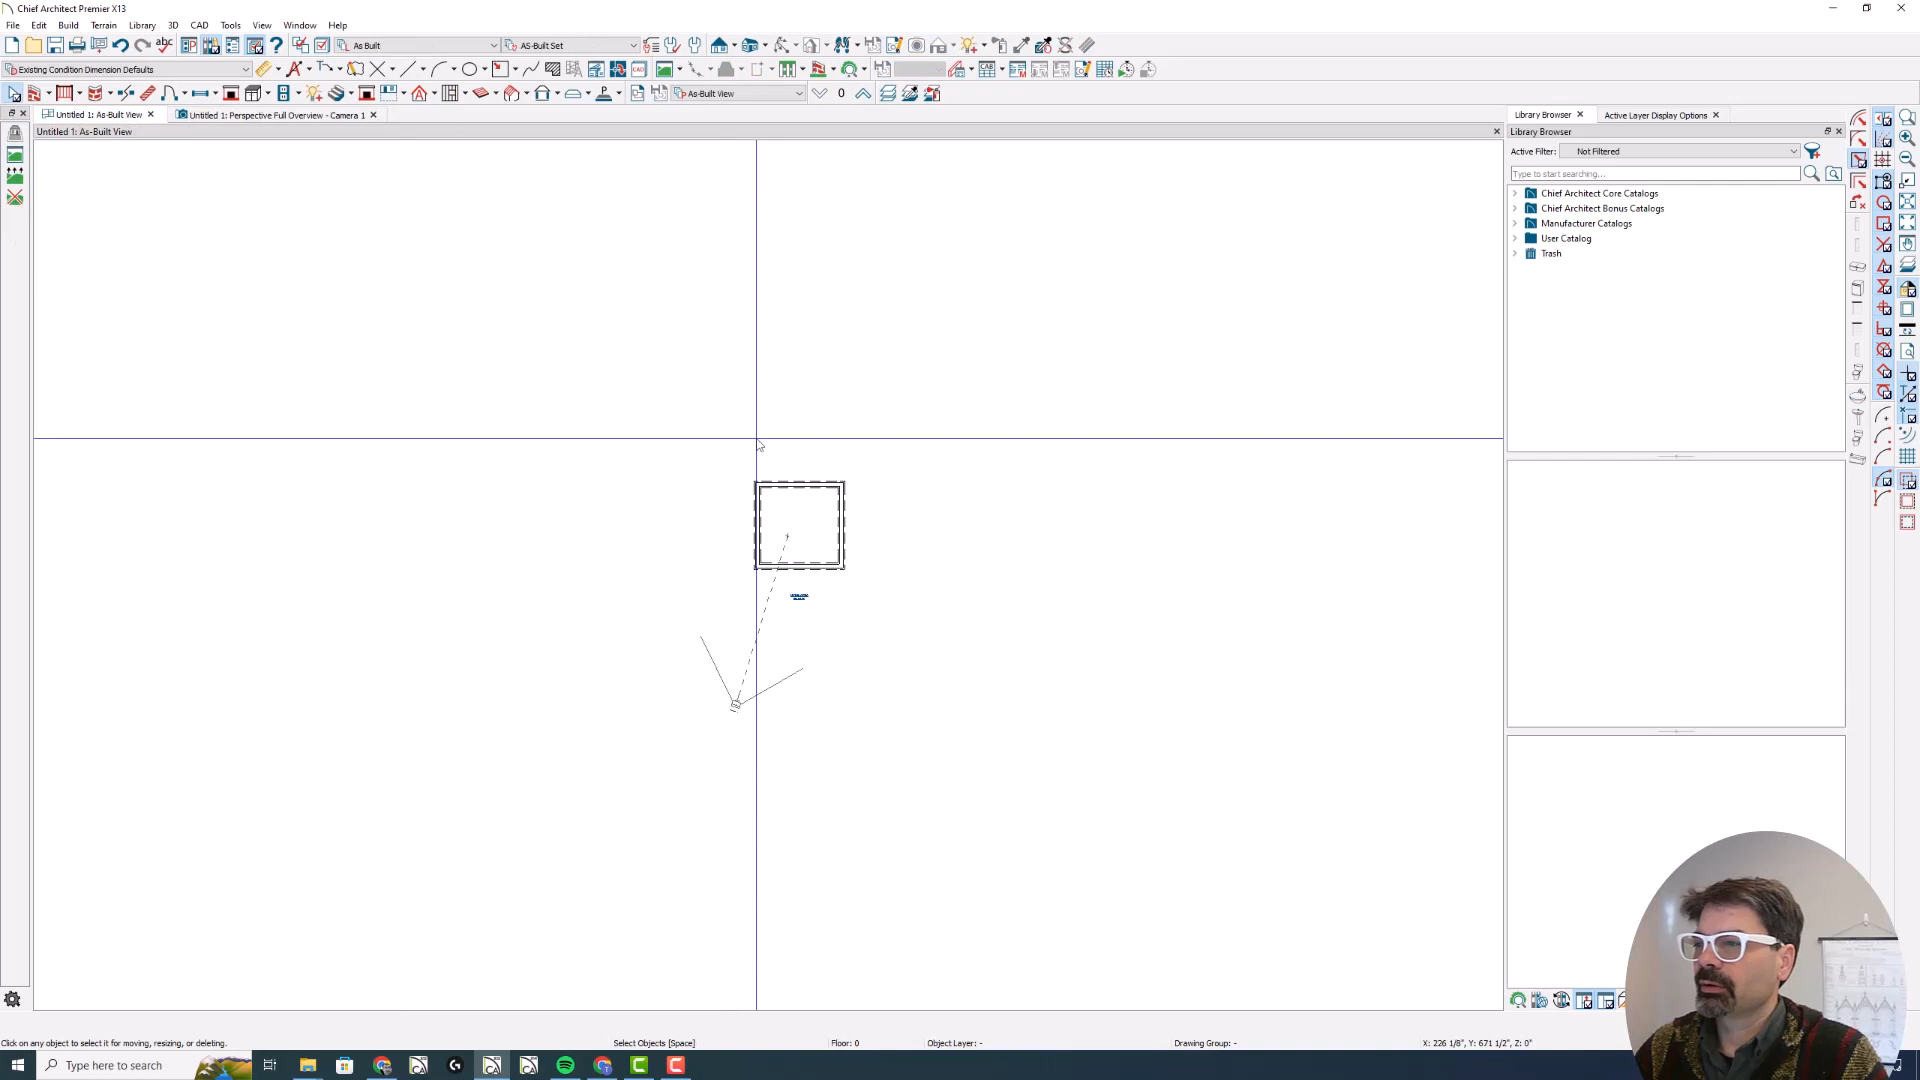 Chief Architect Premier X13
File Edit Build Terrain Library 3D CAD Tools View Window Help
As Built
AS-Built Set
Existing Condition Dimension Defaults
As-Built View
0
Untitled 1: As-Built View
Untitled 1: Perspective Full Overview - Camera 1
Untitled 1: As-Built View
Library Browser
Active Layer Display Options
Library Browser
Active Filter: Not Filtered
Type to start searching...
Chief Architect Core Catalogs
Chief Architect Bonus Catalogs
Manufacturer Catalogs
User Catalog
Trash
Click on any object to select it for moving, resizing, or deleting.
Select Objects [Space]
Floor: 0
Object Layer: -
Drawing Group: -
X: 226 1/8", Y: 671 1/2", Z: 0"
Type here to search